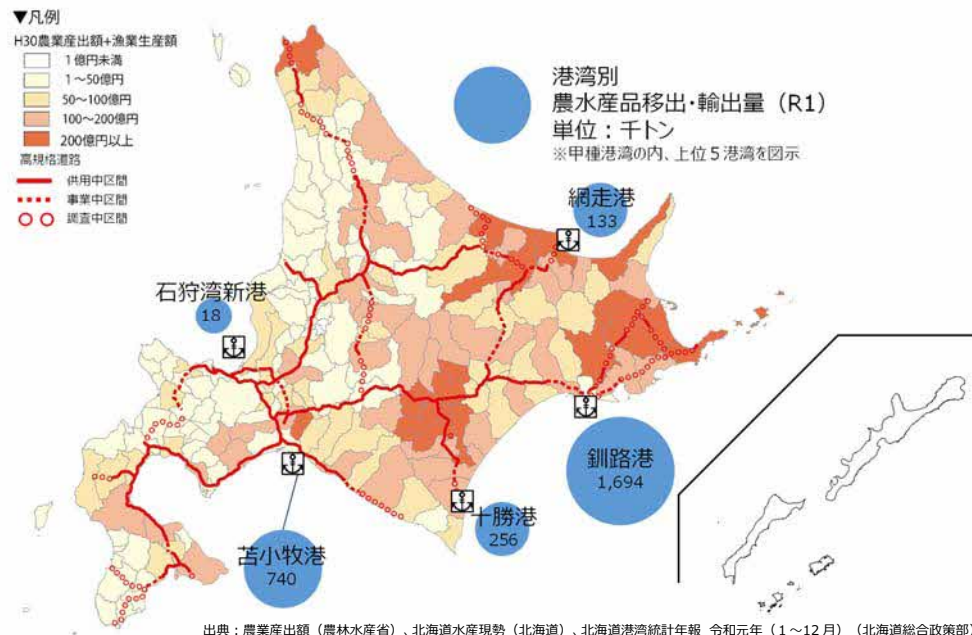 ▼凡例
H30農業産出額+漁業生産額
1億円未満
1～50億円
50～100億円
100～200億円
200億円以上
高規格道路
供用中区間
事業中区間
調査中区間
港湾別
農水産品移出・輸出量（R1）
単位：千トン
※甲種港湾の内、上位５港湾を図示
網走港
133
石狩湾新港
18
釧路港
1,694
十勝港
256
苫小牧港
740
出典：農業産出額（農林水産省）、北海道水産現勢（北海道）、北海道港湾統計年報 令和元年（１～12月）（北海道総合政策部）